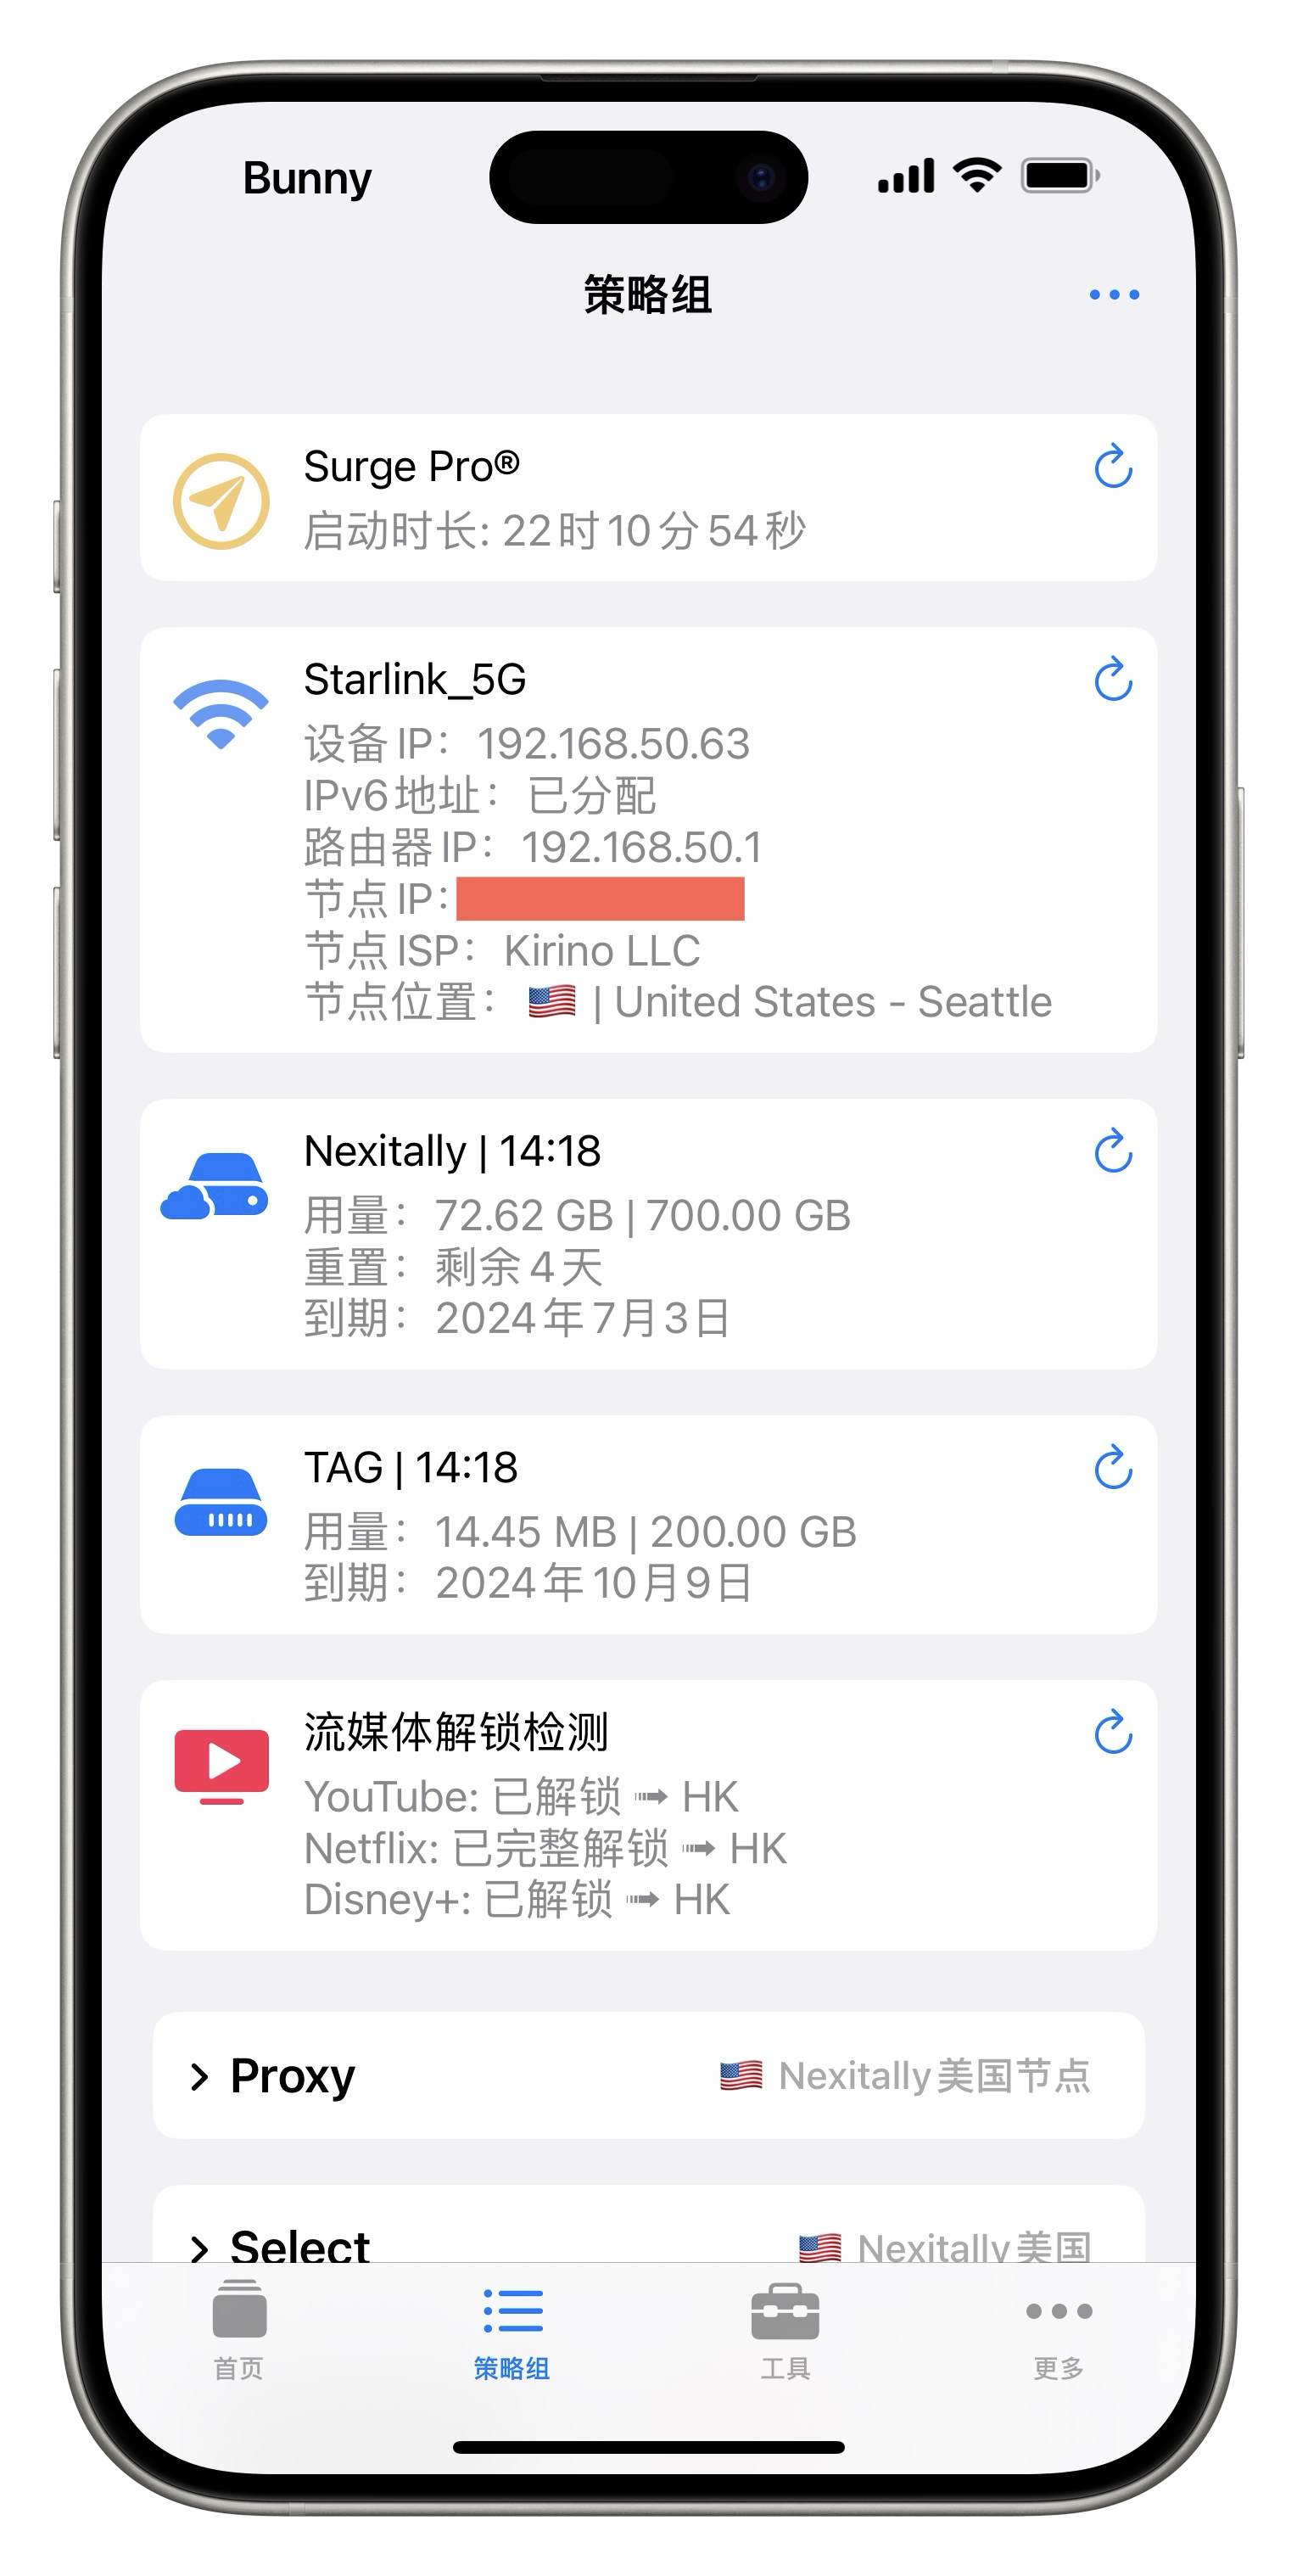 Bunny
策略组
Surge Pro®
启动时长: 22时10分54秒
Starlink_5G
设备IP： 192.168.50.63
IPv6地址： 已分配
路由器IP： 192.168.50.1
节点IP：
节点ISP： Kirino LLC
节点位置： 🇺🇸 | United States - Seattle
Nexitally | 14:18
用量： 72.62 GB | 700.00 GB
重置： 剩余4天
到期： 2024年7月3日
TAG | 14:18
用量： 14.45 MB | 200.00 GB
到期： 2024年10月9日
流媒体解锁检测
YouTube: 已解锁 ➟ HK
Netflix: 已完整解锁 ➟ HK
Disney+: 已解锁 ➟ HK
Proxy 🇺🇸 Nexitally美国节点
Select 🇺🇸 Nexitally美国
首页 策略组 工具 更多